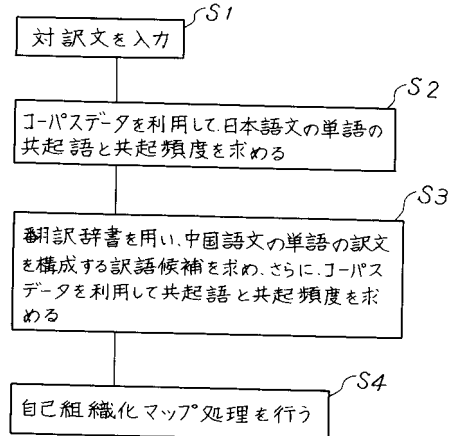 S1
対訳文を入力
S2
コーパスデータを利用して、日本語文の単語の
共起語と共起頻度を求める
S3
翻訳辞書を用い、中国語文の単語の訳文
を構成する訳語候補を求め、さらに、コーパス
データを利用して共起語と共起頻度を求
める
S4
自己組織化マップ処理を行う